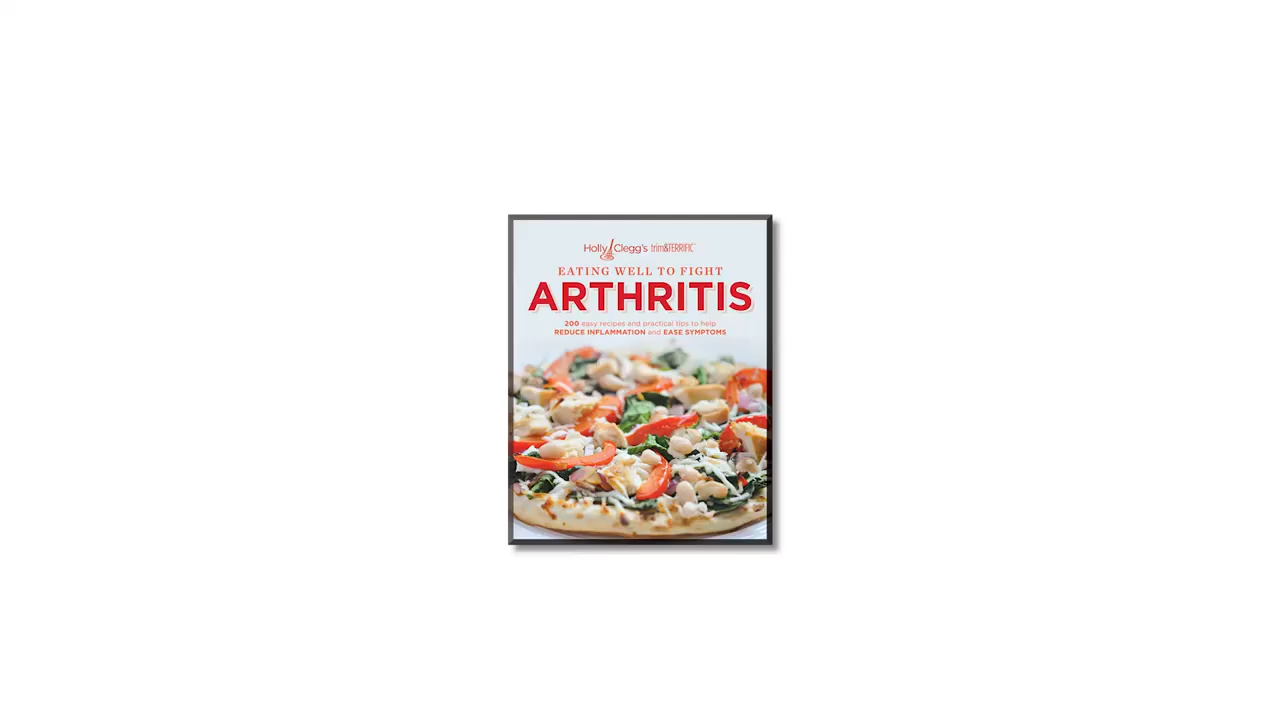 Holly Clegg's trim&TERRIFIC™
EATING WELL TO FIGHT
ARTHRITIS
200 easy recipes and practical tips to help
REDUCE INFLAMMATION and EASE SYMPTOMS